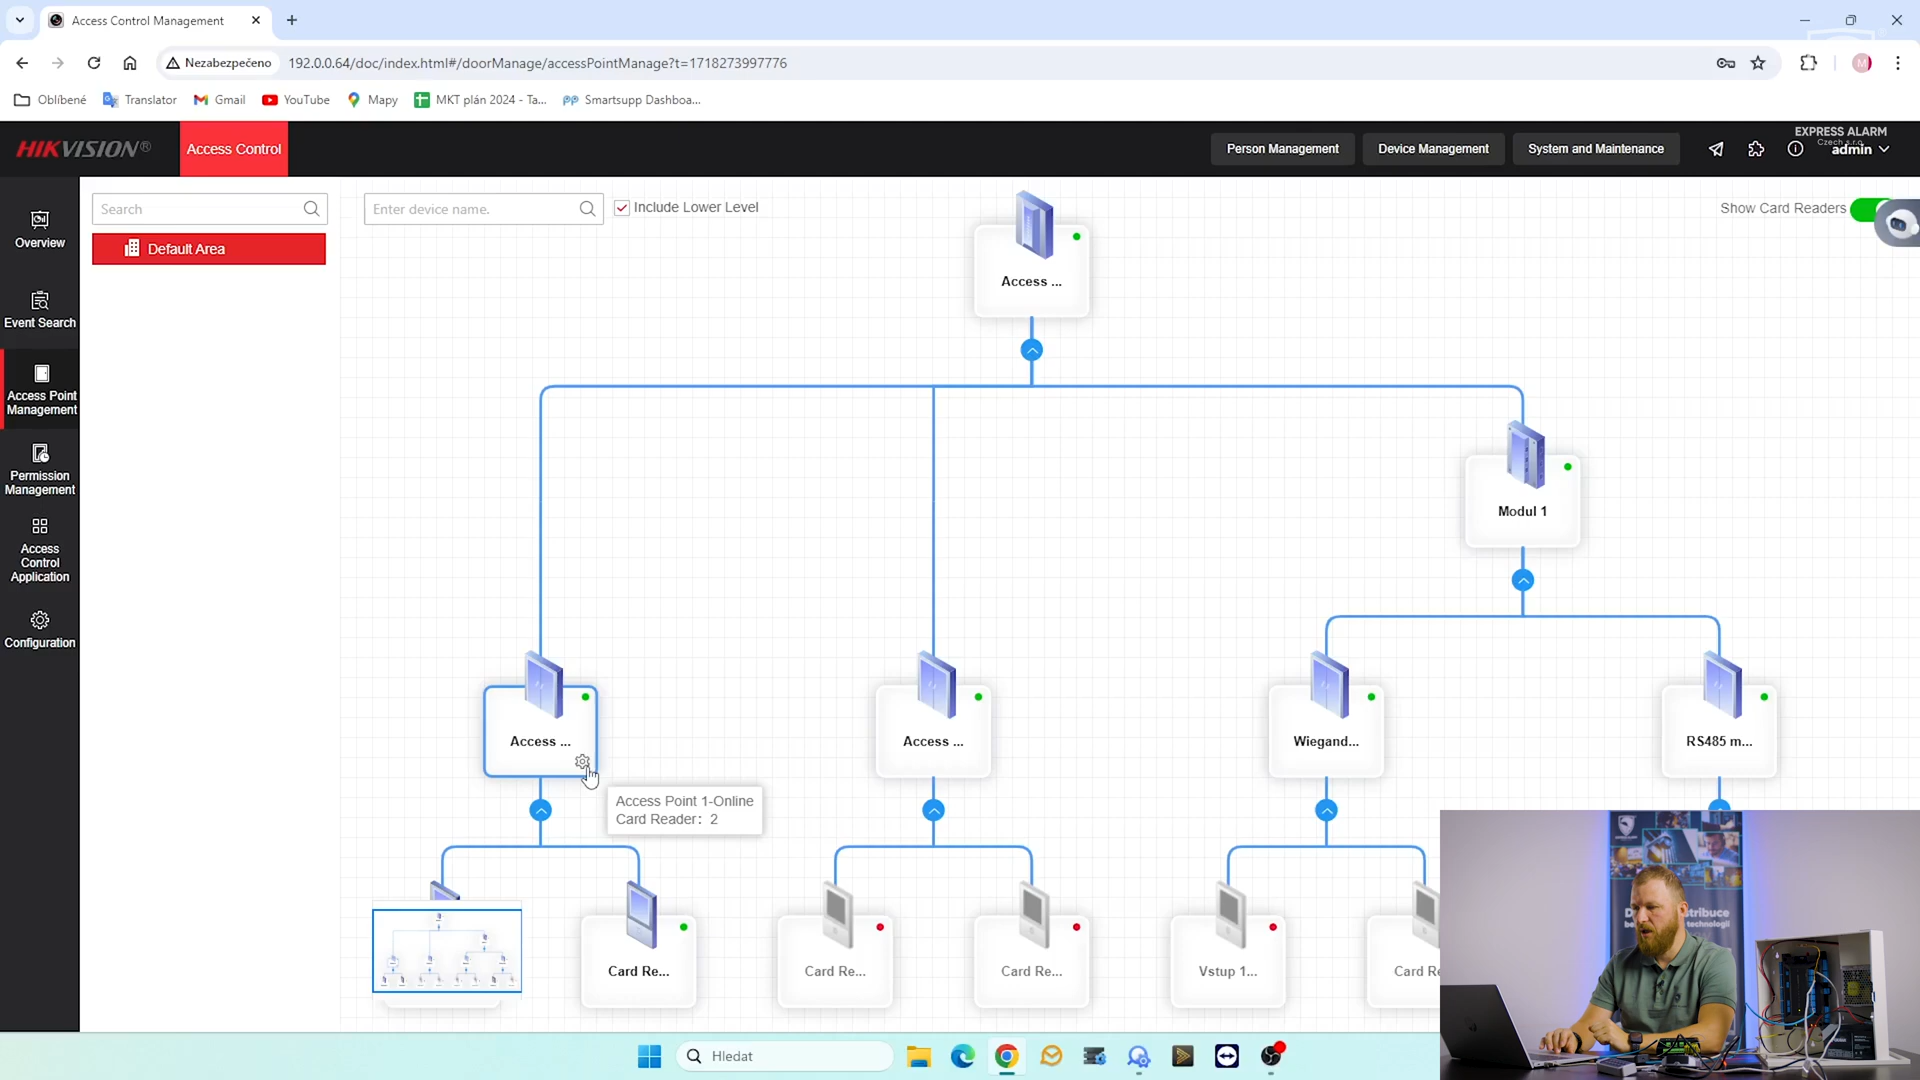 Access Control Management
Nezabezpečeno
192.0.0.64/doc/index.html#/doorManage/accessPointManage?t=1718273997776
M
Oblíbené
Translator
Gmail
YouTube
Mapy
MKT plán 2024 - Ta...
Smartsupp Dashboa...
HIKVISION®
Access Control
Person Management
Device Management
System and Maintenance
EXPRESS ALARM
Czech s.r.o.
admin
Overview
Event Search
Access Point
Management
Permission
Management
Access
Control
Application
Configuration
Search
Default Area
Enter device name.
Include Lower Level
Show Card Readers
Access ...
Modul 1
Access ...
Access ...
Wiegand...
RS485 m...
Access Point 1-Online
Card Reader: 2
Card Re...
Card Re...
Card Re...
Vstup 1...
Card Re
Hledat